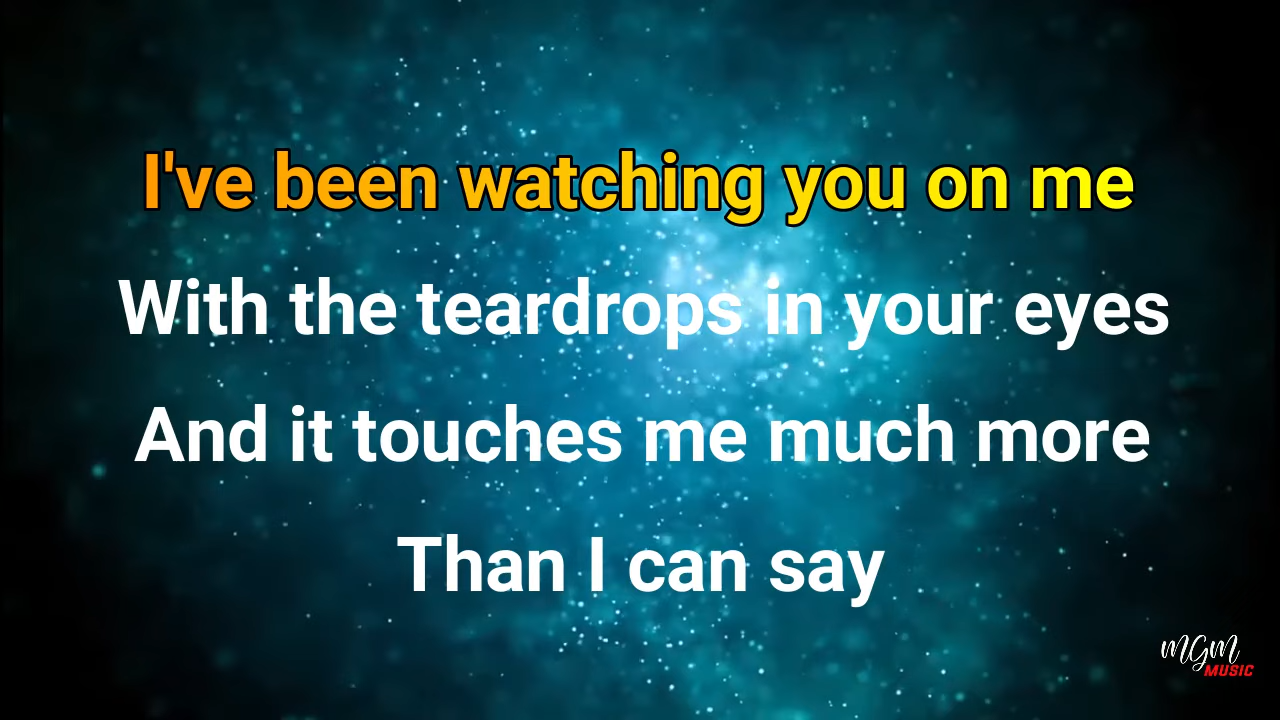 I've been watching you on me
With the teardrops in your eyes
And it touches me much more
Than I can say
MGM
MUSIC